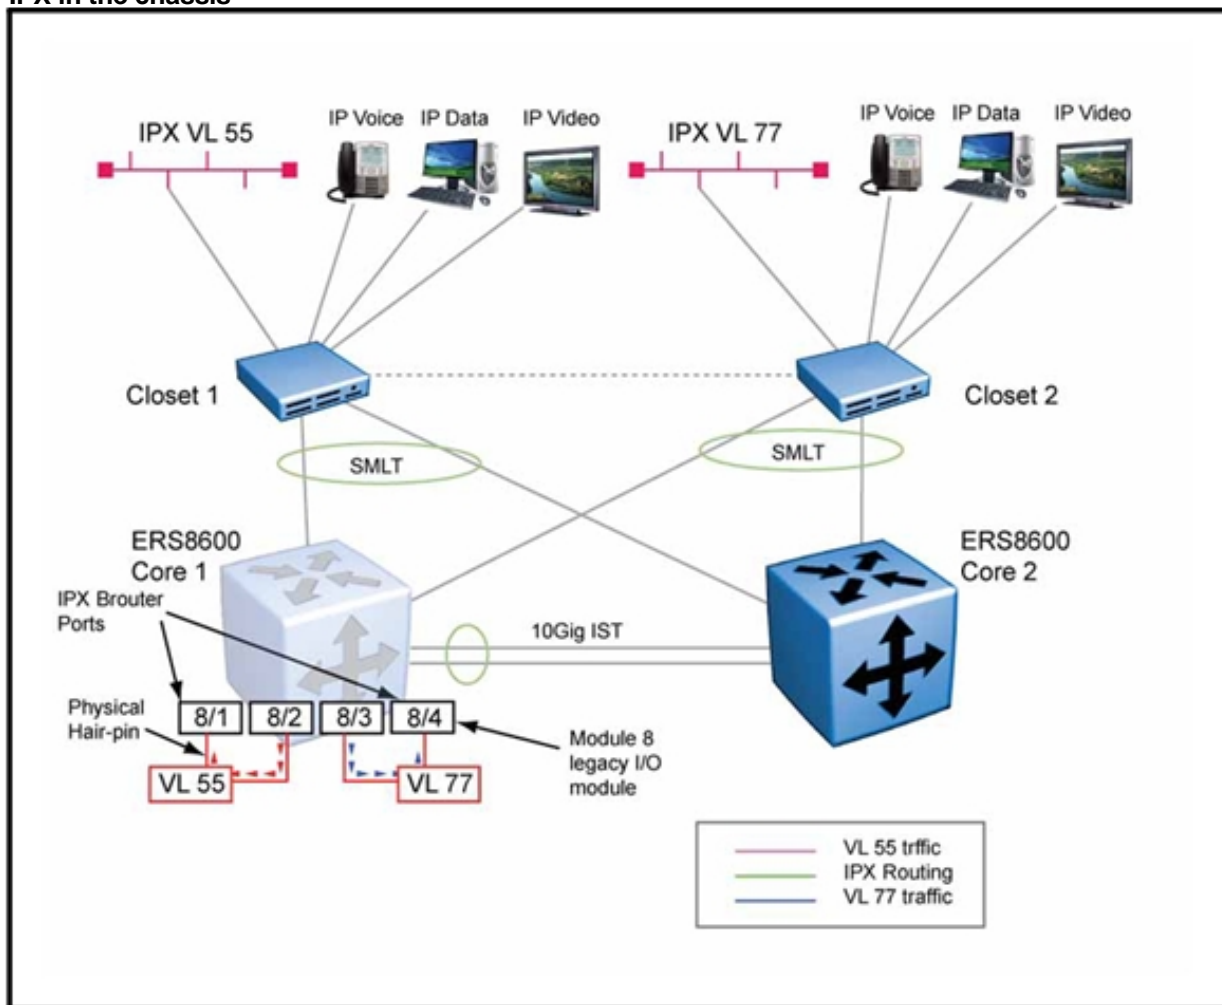 IPX in the chassis
IPX VL 55
IP Voice
IP Data
IP Video
IPX VL 77
IP Voice
IP Data
IP Video
Closet 1
Closet 2
SMLT
SMLT
ERS8600
Core 1
ERS8600
Core 2
IPX Brouter
Ports
10Gig IST
Physical
Hair-pin
8/1
8/2
8/3
8/4
Module 8
legacy I/O
module
VL 55
VL 77
VL 55 trffic
IPX Routing
VL 77 traffic